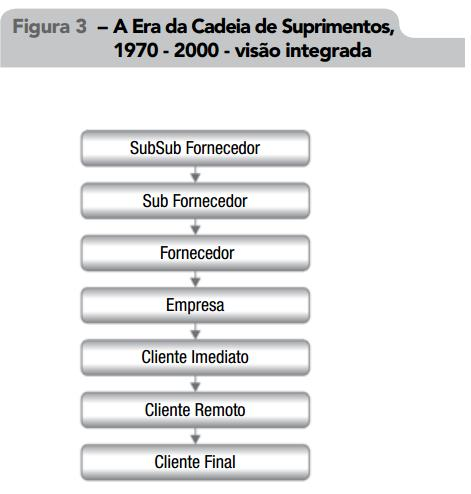 Figura 3 – A Era da Cadeia de Suprimentos,
1970 - 2000 - visão integrada
SubSub Fornecedor
Sub Fornecedor
Fornecedor
Empresa
Cliente Imediato
Cliente Remoto
Cliente Final